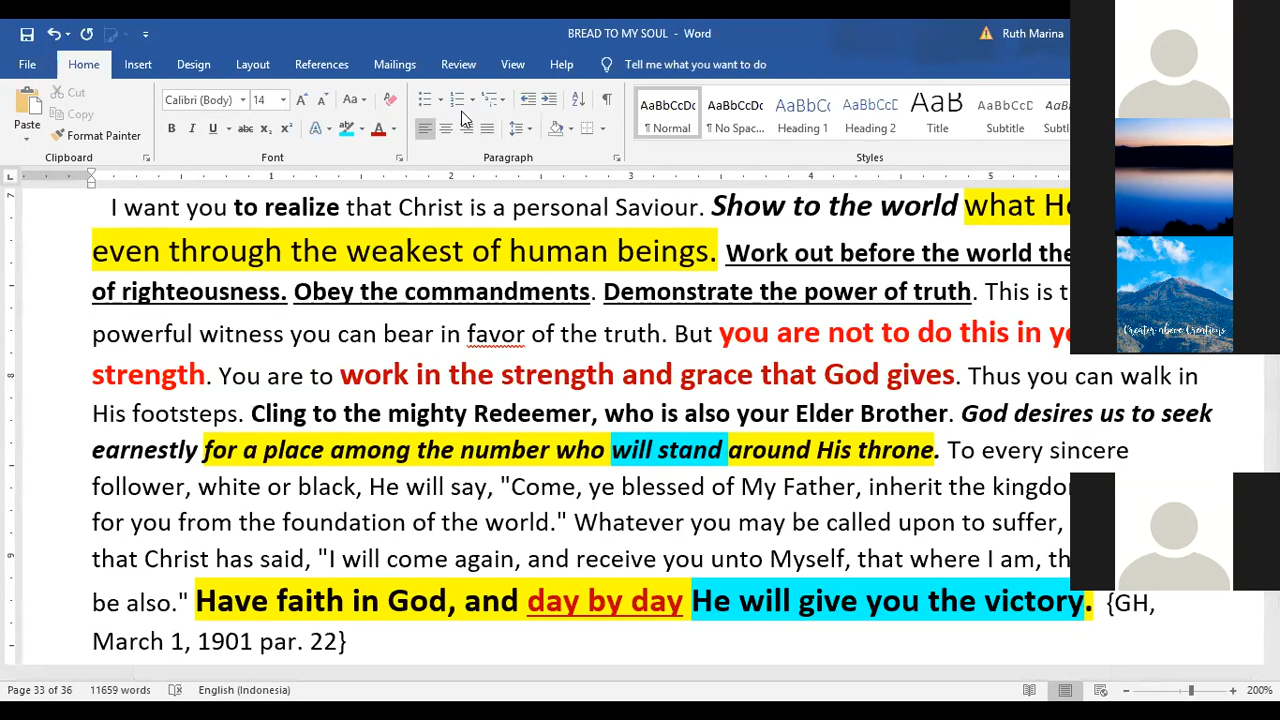 BREAD TO MY SOUL - Word
Ruth Marina
File Home Insert Design Layout References Mailings Review View Help Tell me what you want to do
Paste
Cut
Copy
Format Painter
Clipboard
Calibri (Body) 14
Font
Paragraph
AaBbCcDc AaBbCcDc AaBbCcD AaBbCcD AaB AaBbCcD
¶ Normal ¶ No Spac... Heading 1 Heading 2 Title
Styles
1 2 3 4 5
I want you to realize that Christ is a personal Saviour. Show to the world what
even through the weakest of human beings. Work out before the world
of righteousness. Obey the commandments. Demonstrate the power of truth. This is
powerful witness you can bear in favor of the truth. But you are not to do this in
strength. You are to work in the strength and grace that God gives. Thus you can walk in
His footsteps. Cling to the mighty Redeemer, who is also your Elder Brother. God desires us to seek
earnestly for a place among the number who will stand around His throne. To every sincere
follower, white or black, He will say, "Come, ye blessed of My Father, inherit the
for you from the foundation of the world." Whatever you may be called upon to suffer,
that Christ has said, "I will come again, and receive you unto Myself, that where I am,
be also." Have faith in God, and day by day He will give you the victory. {GH,
March 1, 1901 par. 22}
Creator above Creations
Page 33 of 36 11659 words English (Indonesia) 200%